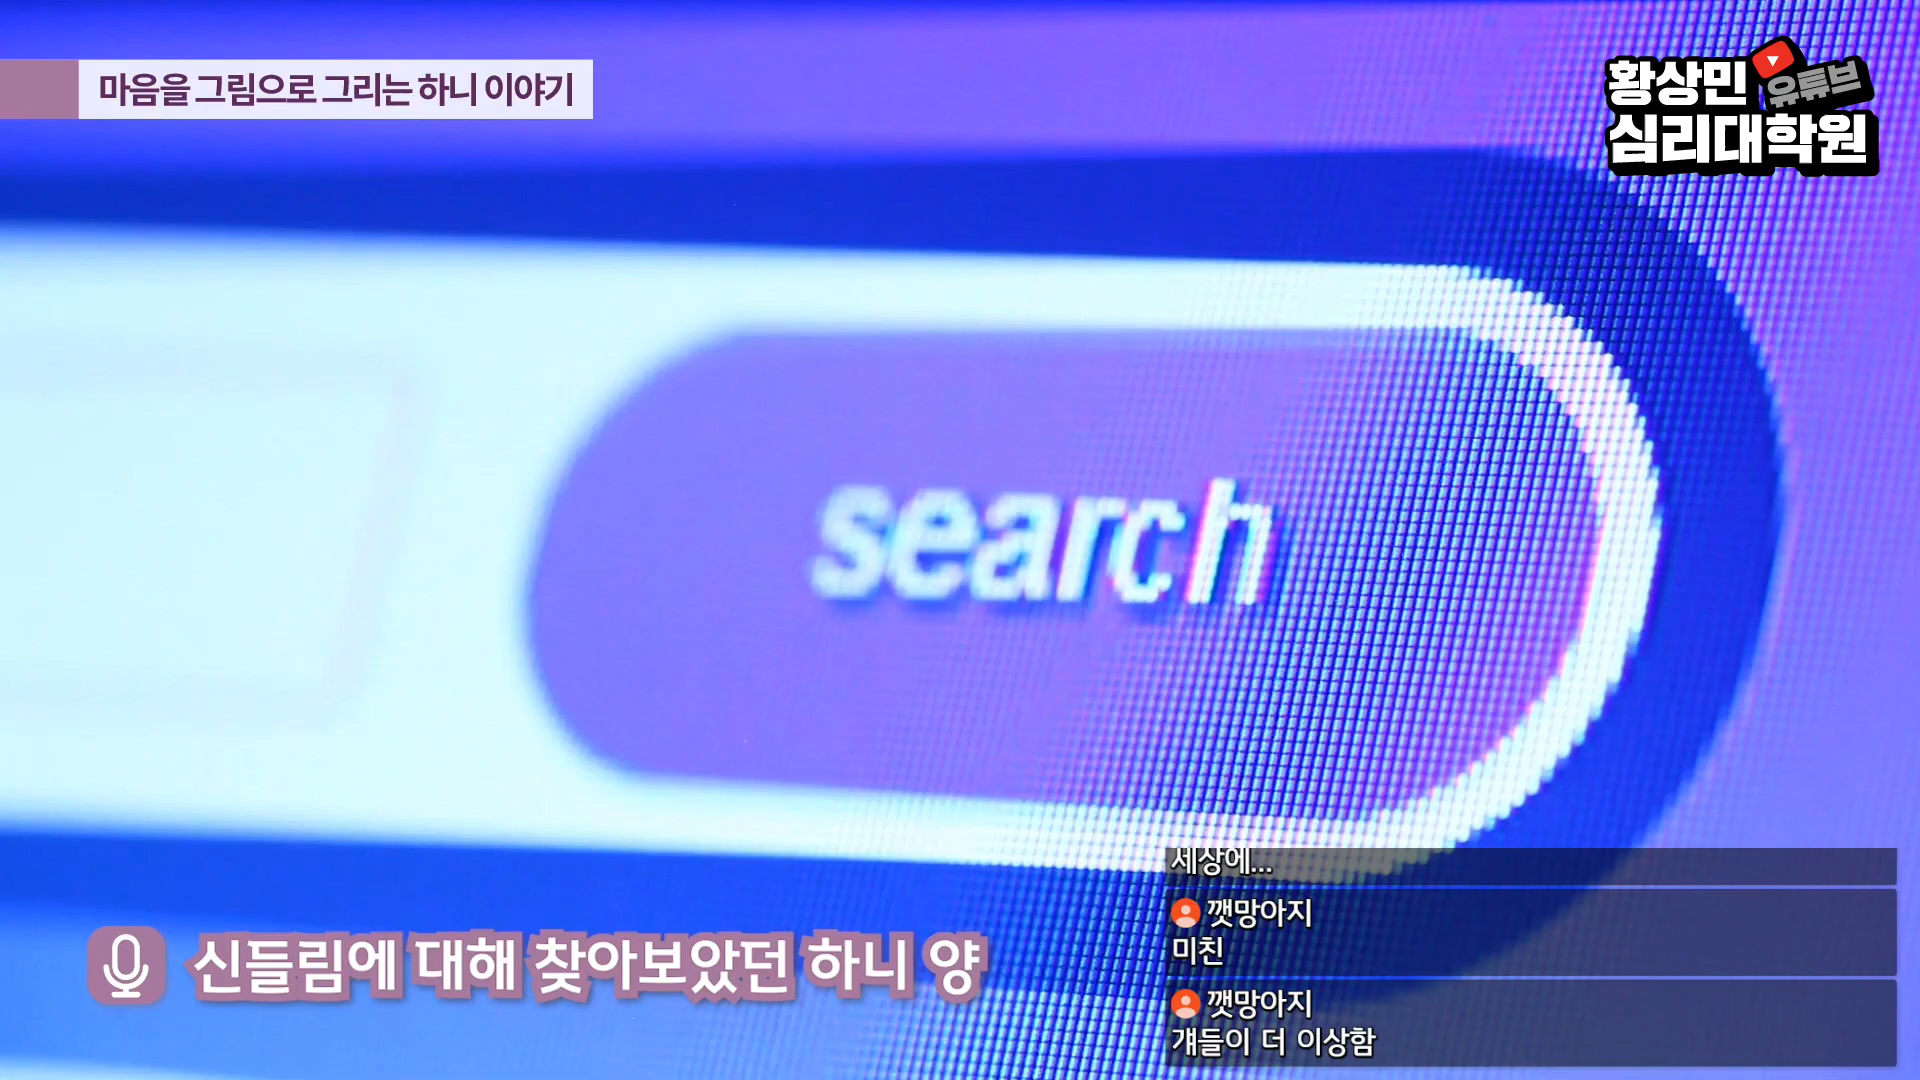 마음을 그림으로 그리는 하니 이야기
황상민 유튜브
심리대학원
search
신들림에 대해 찾아보았던 하니 양
세상에...
깻망아지
미친
깻망아지
걔들이 더 이상함